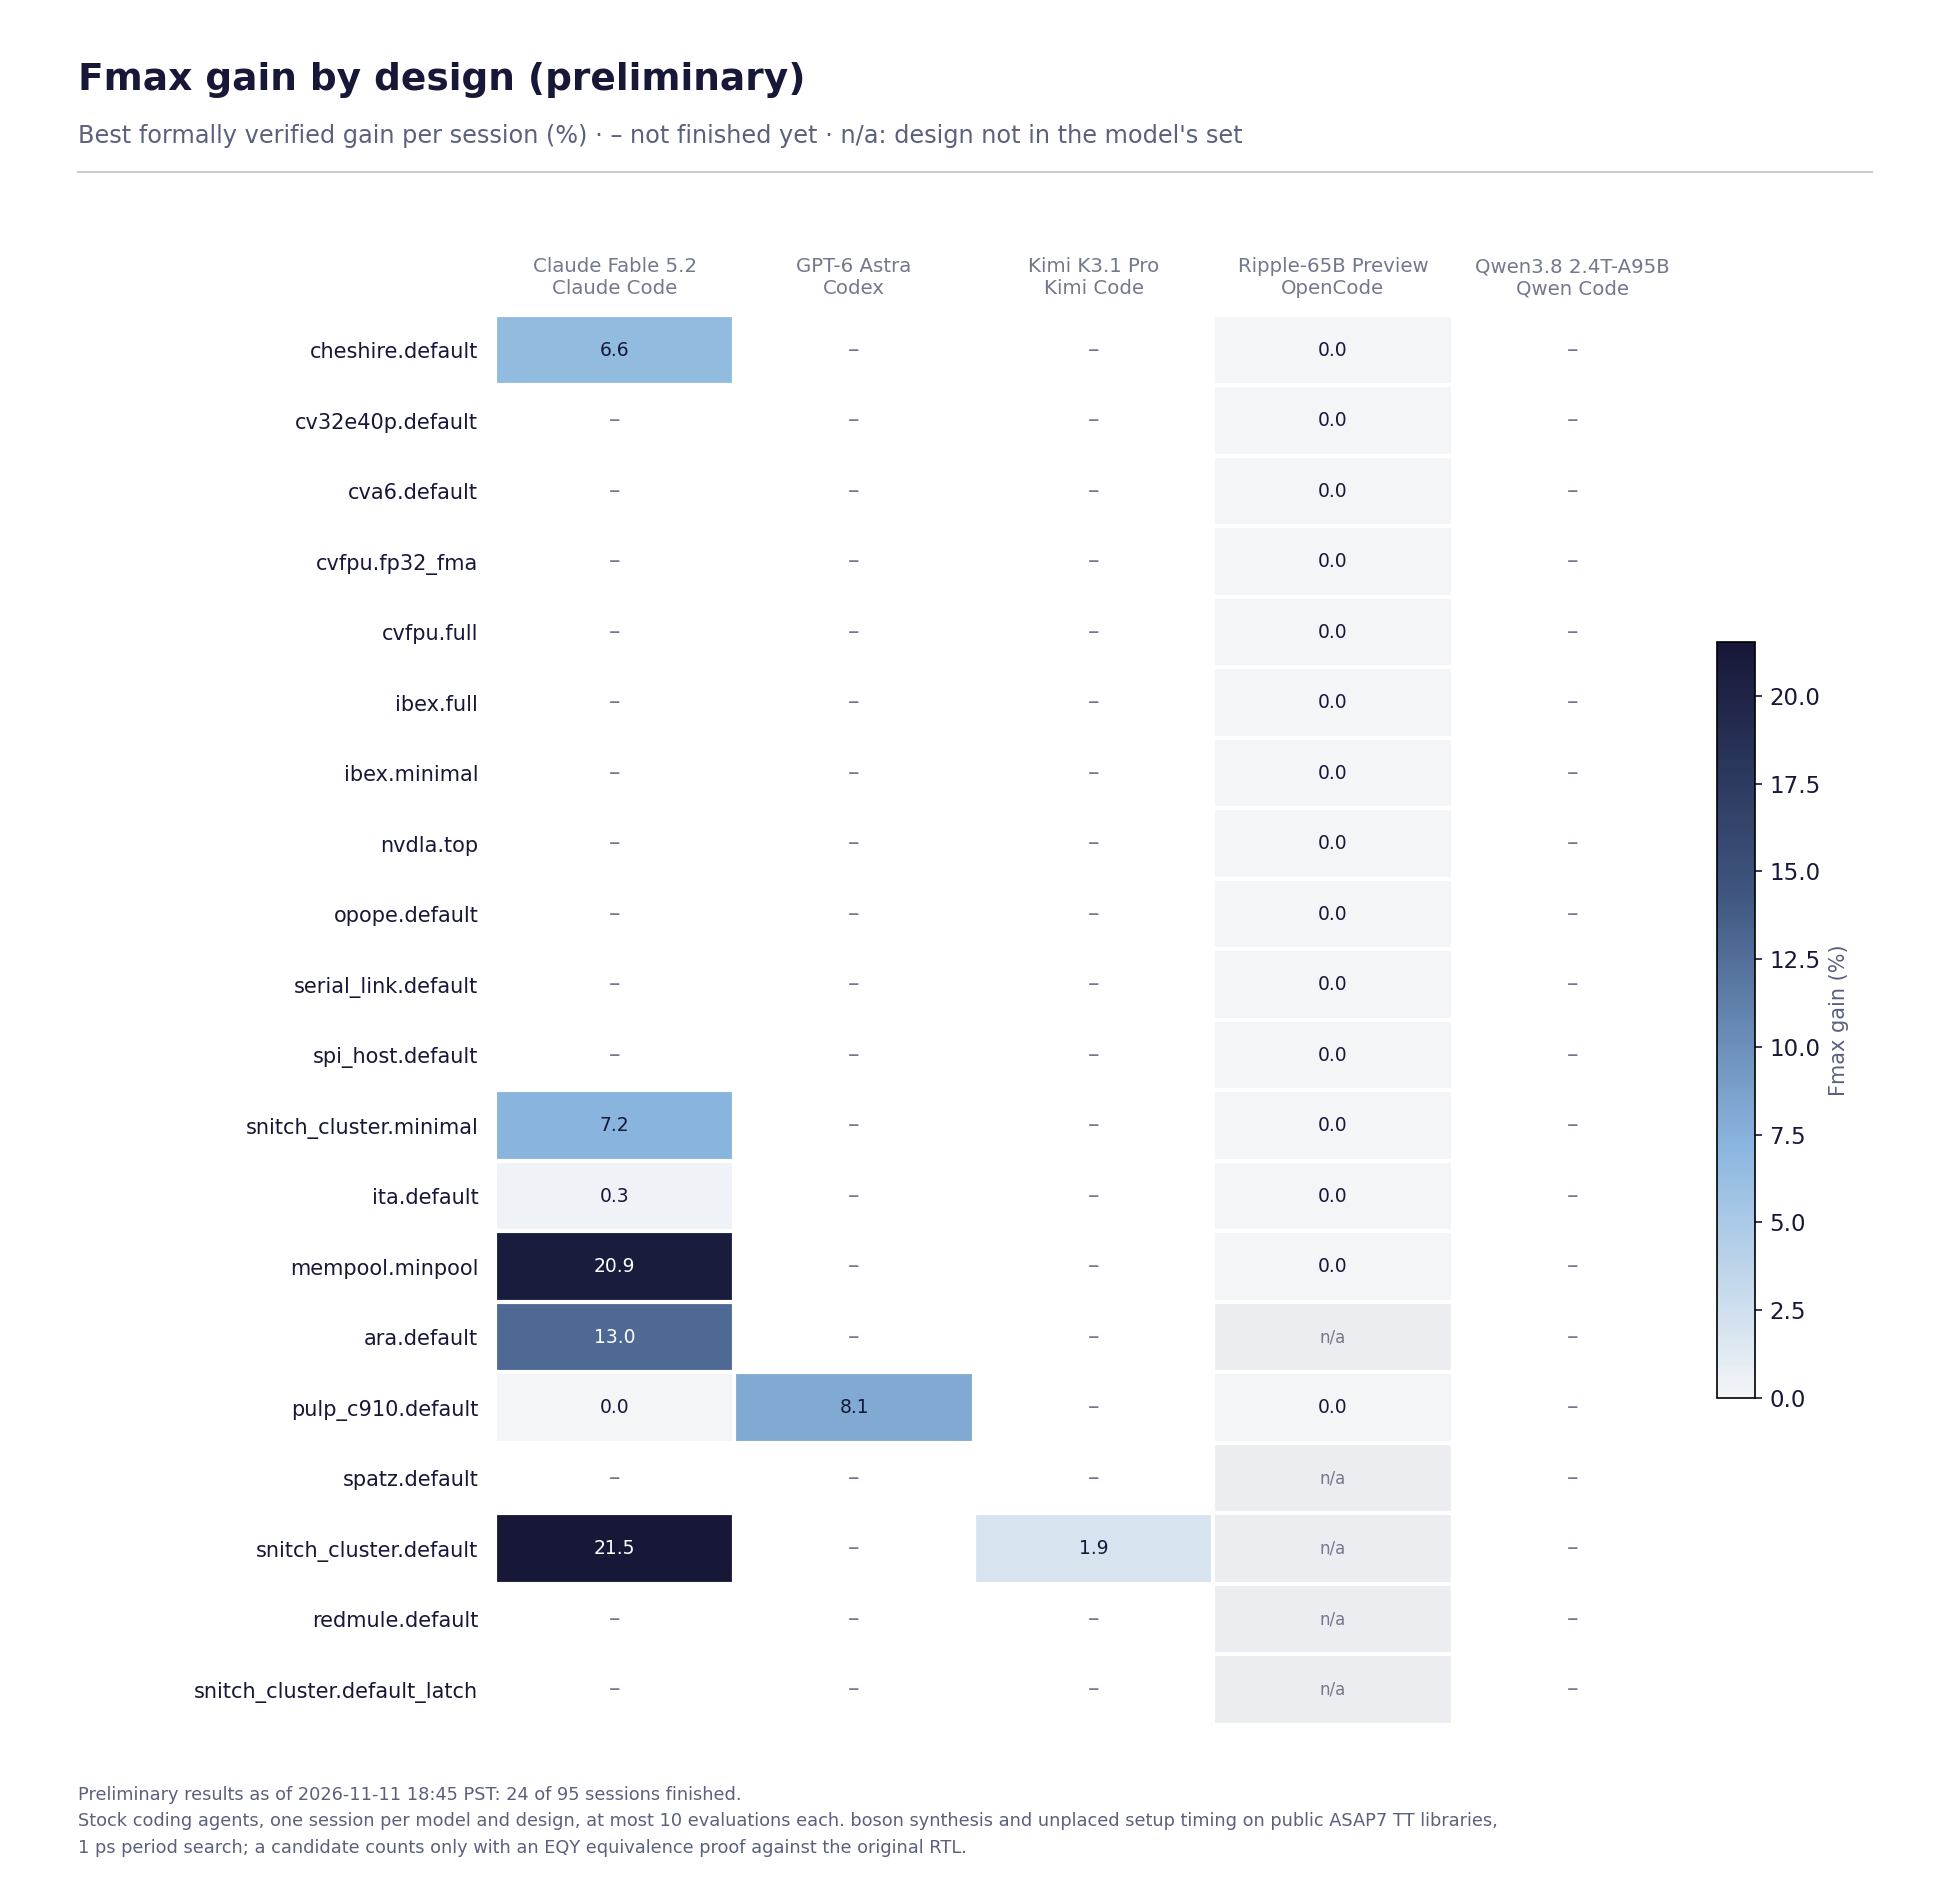 Fmax gain by design (preliminary)
Best formally verified gain per session (%) · – not finished yet · n/a: design not in the model's set
Claude Fable 5.2 GPT-6 Astra Kimi K3.1 Pro Ripple-65B Preview Qwen3.8 2.4T-A95B
Claude Code Codex Kimi Code OpenCode Qwen Code
cheshire.default 6.6 – – 0.0 –
cv32e40p.default – – – 0.0 –
cva6.default – – – 0.0 –
cvfpu.fp32_fma – – – 0.0 –
cvfpu.full – – – 0.0 –
ibex.full – – – 0.0 –
ibex.minimal – – – 0.0 –
nvdla.top – – – 0.0 –
opope.default – – – 0.0 –
serial_link.default – – – 0.0 –
spi_host.default – – – 0.0 –
snitch_cluster.minimal 7.2 – – 0.0 –
ita.default 0.3 – – 0.0 –
mempool.minpool 20.9 – – 0.0 –
ara.default 13.0 – – n/a –
pulp_c910.default 0.0 8.1 – 0.0 –
spatz.default – – – n/a –
snitch_cluster.default 21.5 – 1.9 n/a –
redmule.default – – – n/a –
snitch_cluster.default_latch – – – n/a –
20.0
17.5
15.0
12.5
10.0
7.5
5.0
2.5
0.0
Fmax gain (%)
Preliminary results as of 2026-11-11 18:45 PST: 24 of 95 sessions finished.
Stock coding agents, one session per model and design, at most 10 evaluations each. boson synthesis and unplaced setup timing on public ASAP7 TT libraries,
1 ps period search; a candidate counts only with an EQY equivalence proof against the original RTL.